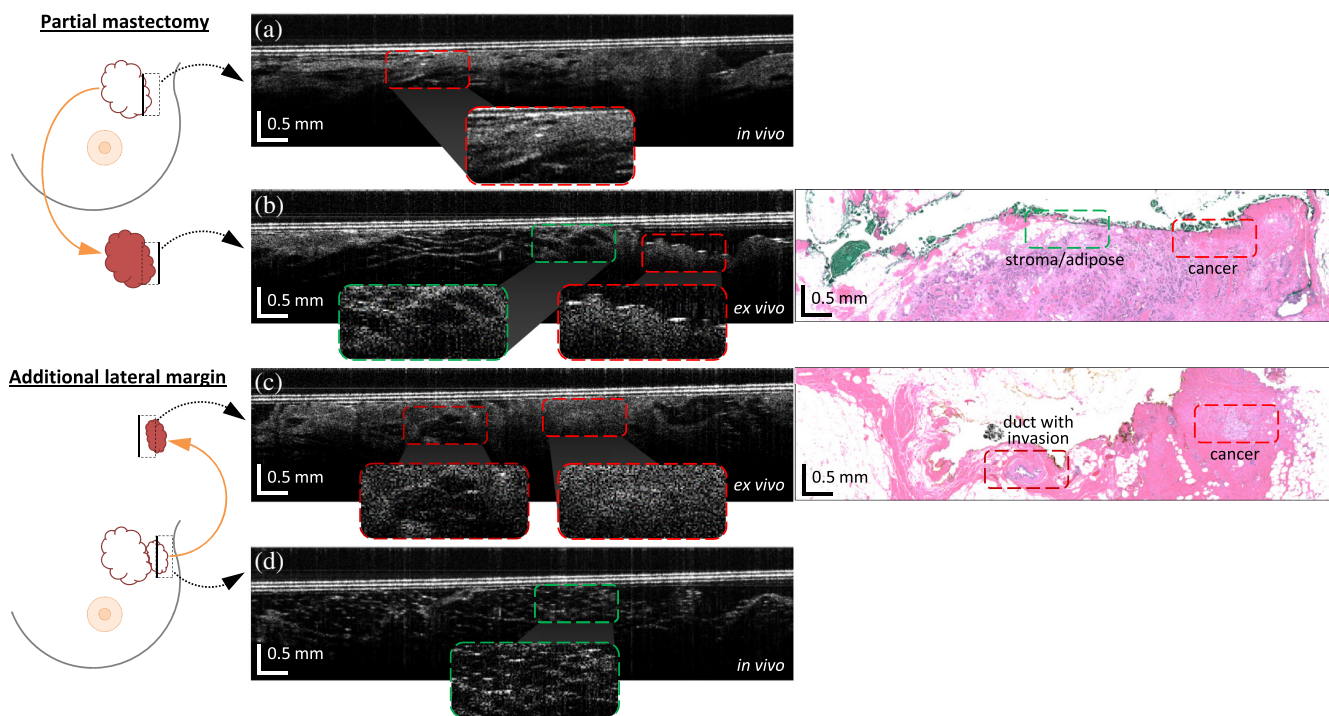 Partial mastectomy
(a)
0.5 mm
in vivo
(b)
0.5 mm
ex vivo
stroma/adipose
cancer
0.5 mm
Additional lateral margin
(c)
0.5 mm
ex vivo
duct with
invasion
cancer
0.5 mm
(d)
0.5 mm
in vivo